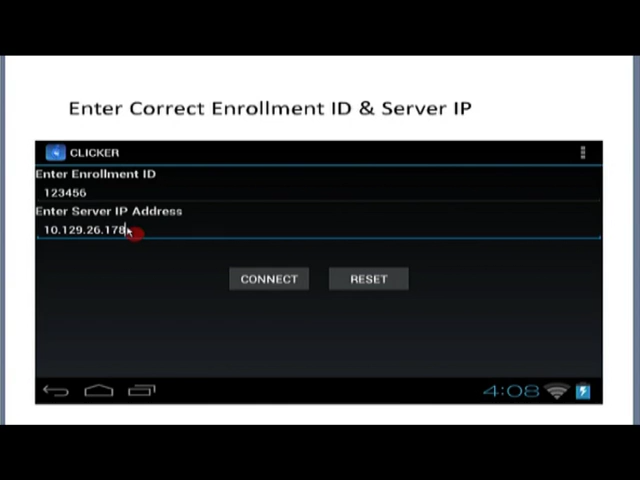 Enter Correct Enrollment ID & Server IP
CLICKER
Enter Enrollment ID
123456
Enter Server IP Address
10.129.26.178
CONNECT RESET
4:08